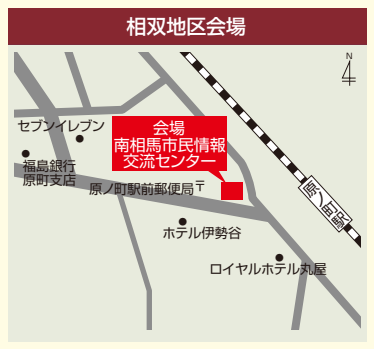 相双地区会場
N
4
セブンイレブン
会場
南相馬市民情報
交流センター
福島銀行
原町支店
原ノ町駅前郵便局〒
原ノ町駅
ホテル伊勢谷
ロイヤルホテル丸屋